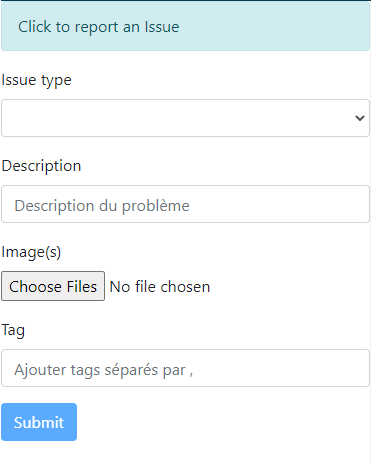 Click to report an Issue
Issue type
Description
Description du problème
Image(s)
Choose Files No file chosen
Tag
Ajouter tags séparés par ,
Submit